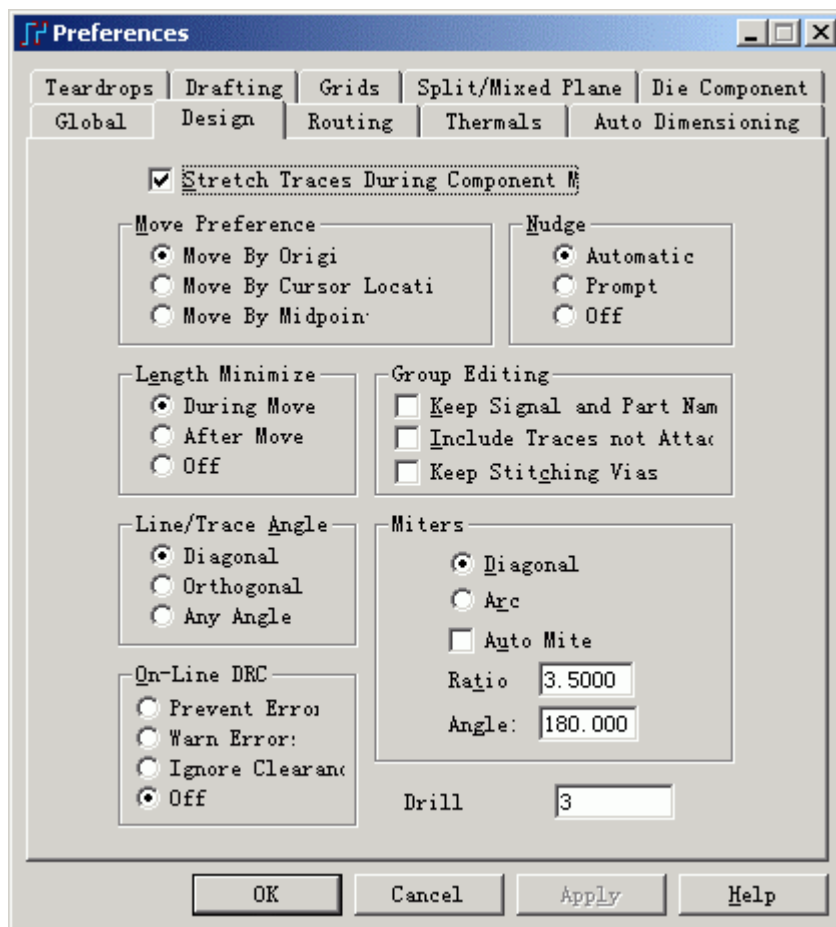 Preferences
Teardrops Drafting Grids Split/Mixed Plane Die Component
Global Design Routing Thermals Auto Dimensioning
Stretch Traces During Component M
Move Preference
Move By Origi
Move By Cursor Locati
Move By Midpoin
Nudge
Automatic
Prompt
Off
Length Minimize
During Move
After Move
Off
Group Editing
Keep Signal and Part Nam
Include Traces not Attac
Keep Stitching Vias
Line/Trace Angle
Diagonal
Orthogonal
Any Angle
Miters
Diagonal
Arc
Auto Mite
Ratio 3.5000
Angle: 180.000
On-Line DRC
Prevent Error
Warn Error:
Ignore Clearanc
Off
Drill 3
OK Cancel Apply Help